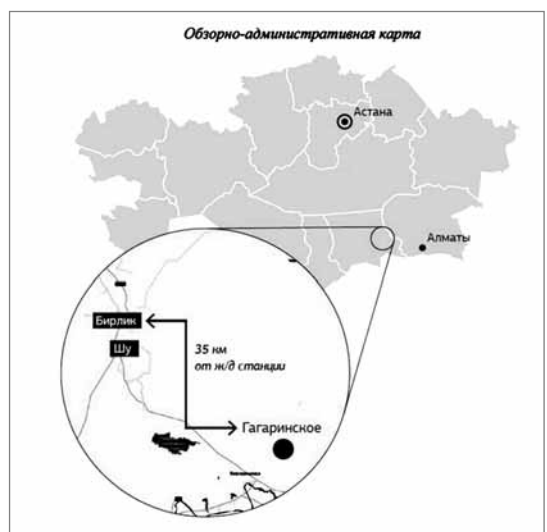 Обзорно-административная карта
Астана
Алматы
Бирлик
Шу
35 км
от ж/д станции
Гагаринское